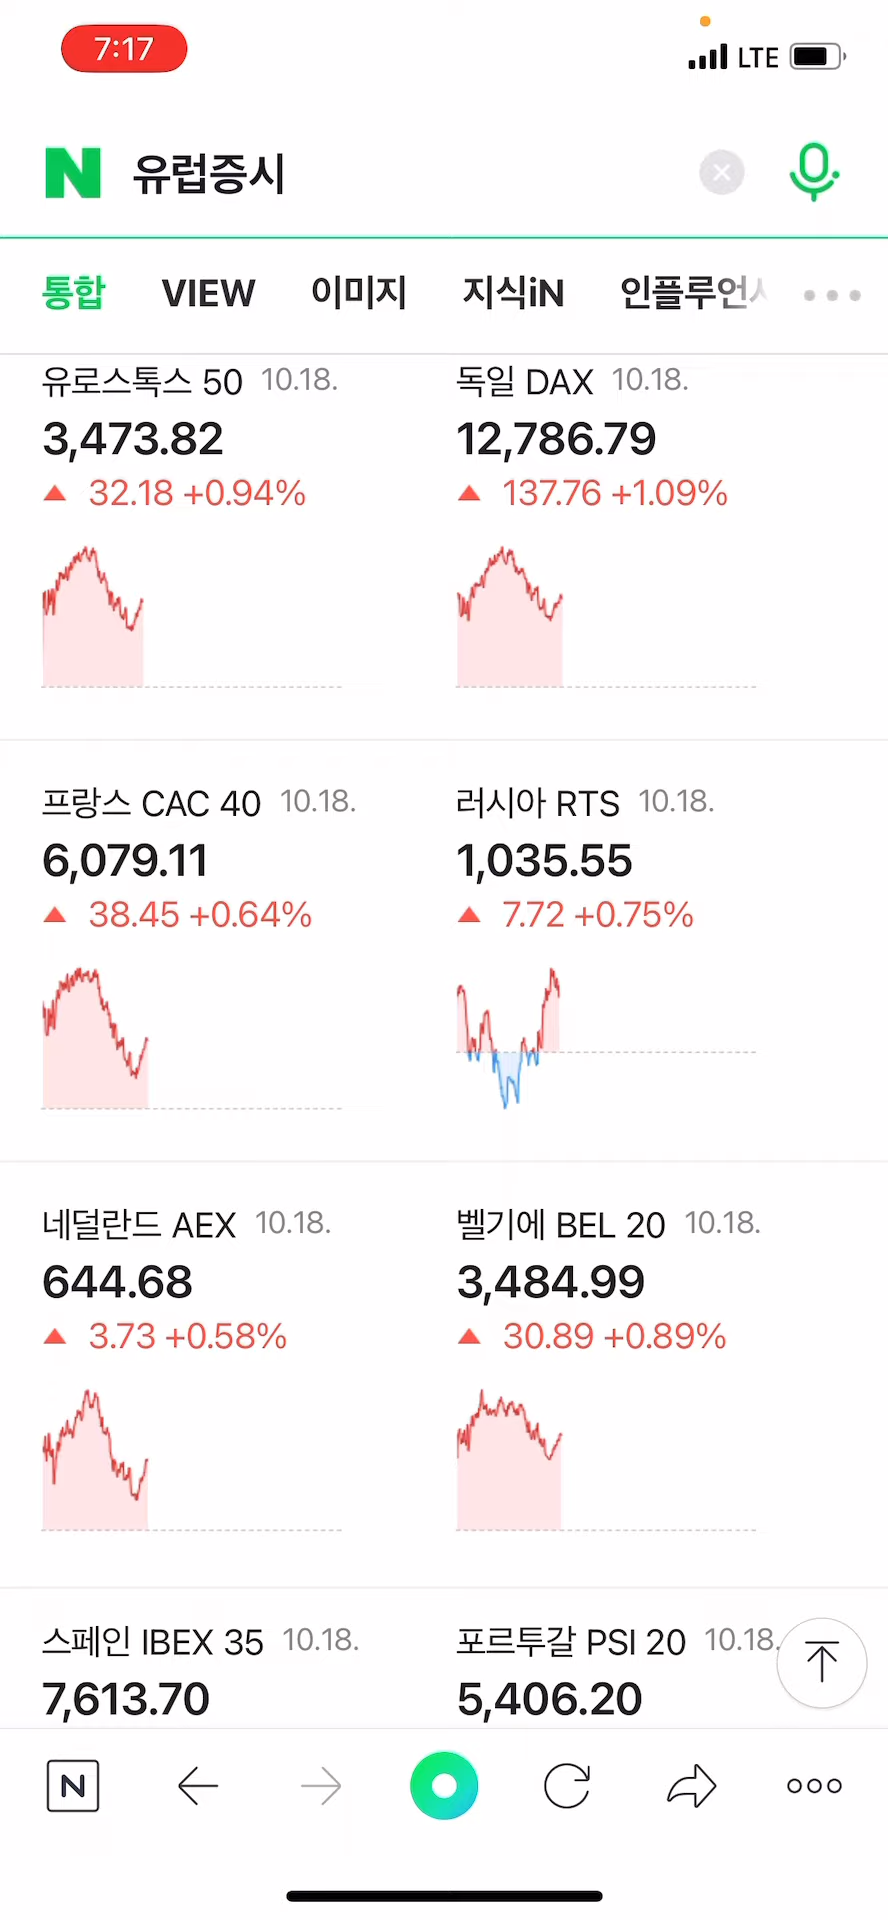 7:17
LTE
N 유럽증시
통합 VIEW 이미지 지식iN 인플루언
유로스톡스 50 10.18.
3,473.82
▲ 32.18 +0.94%
독일 DAX 10.18.
12,786.79
▲ 137.76 +1.09%
프랑스 CAC 40 10.18.
6,079.11
▲ 38.45 +0.64%
러시아 RTS 10.18.
1,035.55
▲ 7.72 +0.75%
네덜란드 AEX 10.18.
644.68
▲ 3.73 +0.58%
벨기에 BEL 20 10.18.
3,484.99
▲ 30.89 +0.89%
스페인 IBEX 35 10.18.
7,613.70
포르투갈 PSI 20 10.18.
5,406.20
N